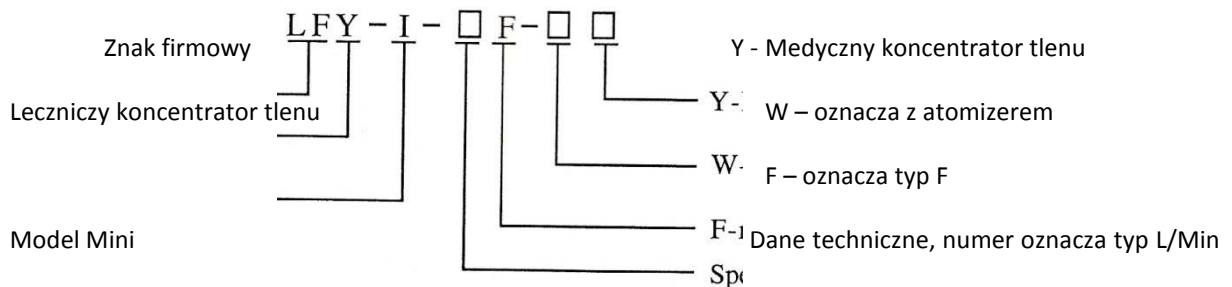 LFY-I-□ F-□ □
Znak firmowy
Y - Medyczny koncentrator tlenu
Leczniczy koncentrator tlenu
Y-
W – oznacza z atomizerem
W-
F – oznacza typ F
Model Mini
F-
Dane techniczne, numer oznacza typ L/Min
Spe